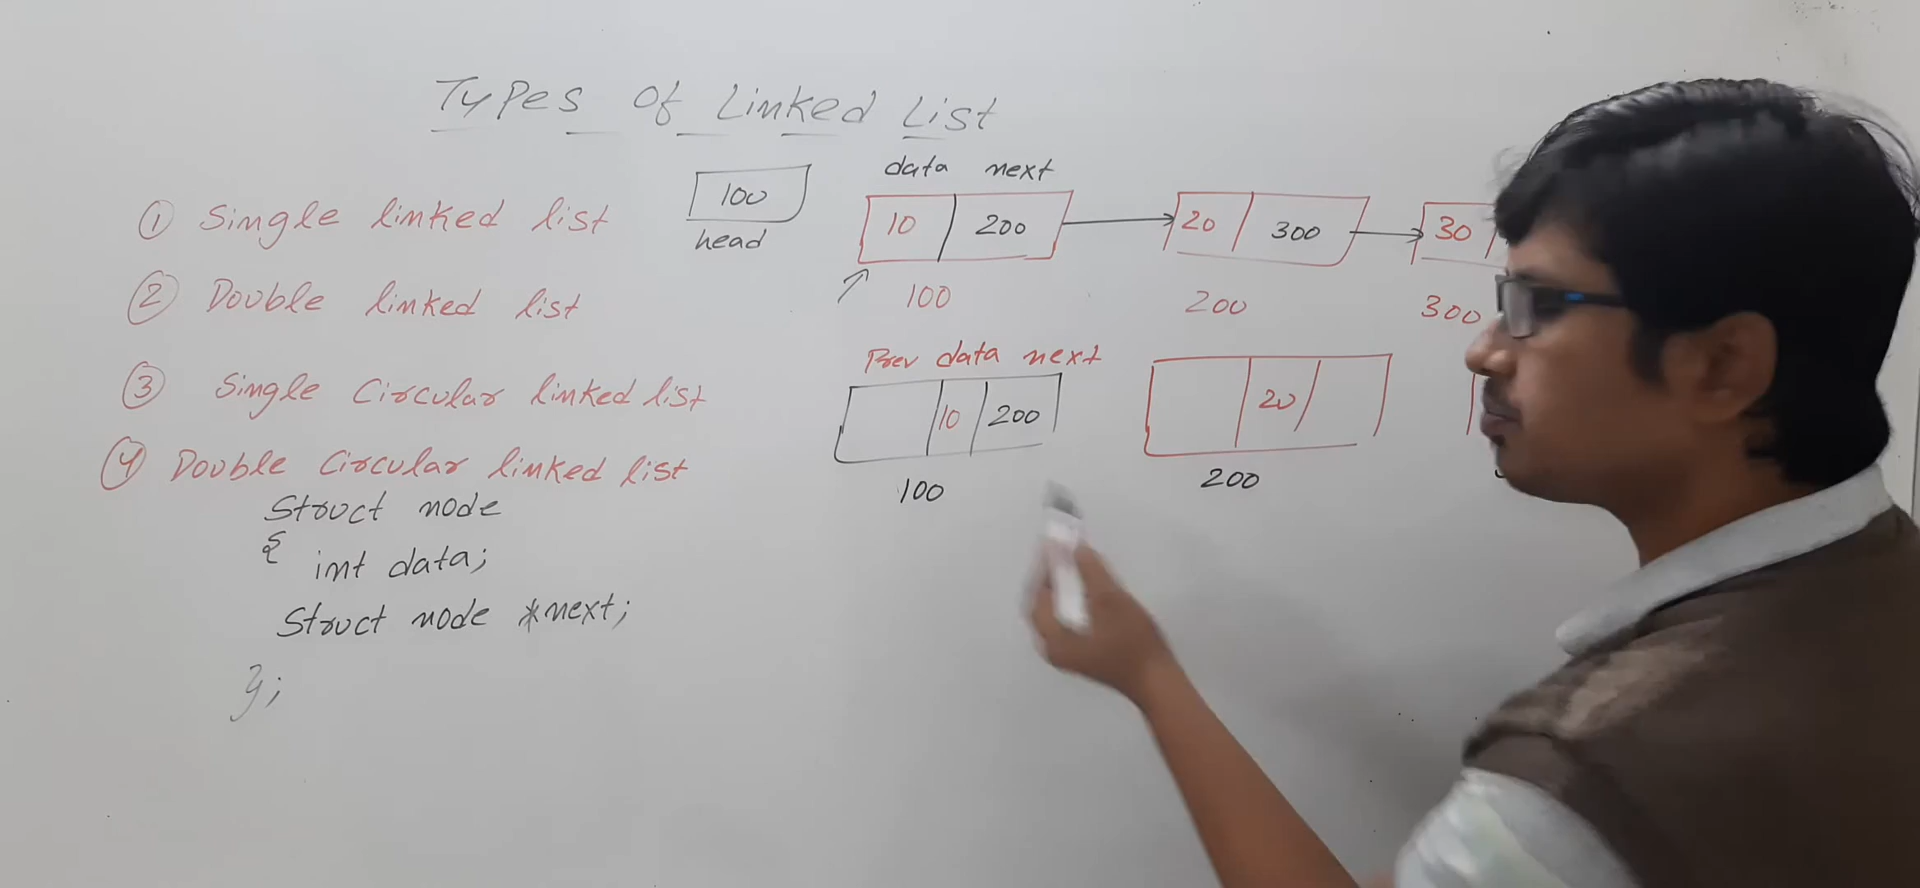 Types of Linked List
① Single linked list
② Double linked list
③ Single Circular linked list
④ Double Circular linked list
Struct node
{ int data;
Struct node *next;
};
100
head
data next
10 200 20 300 30
100 200 300
Prev data next
10 200 20
100 200